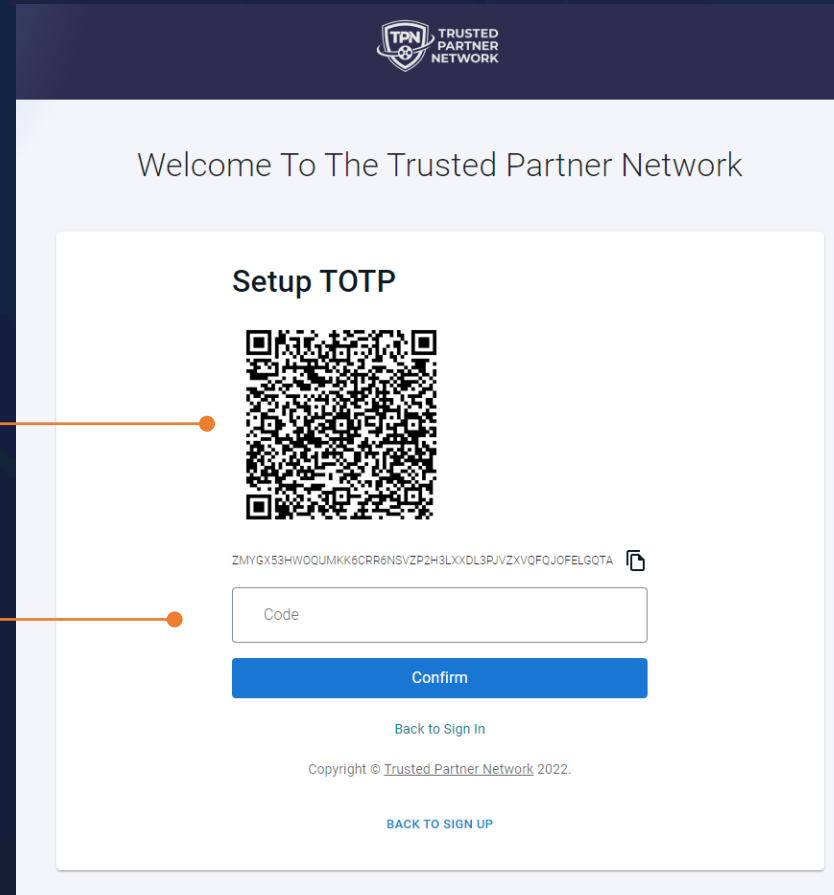 TPN
TRUSTED
PARTNER
NETWORK
Welcome To The Trusted Partner Network
Setup TOTP
ZMYGX53HWOQUMKK6CRR6NSVZP2H3LXXDL3PJVZXVQFQJOFELGQTA
Code
Confirm
Back to Sign In
Copyright © Trusted Partner Network 2022.
BACK TO SIGN UP